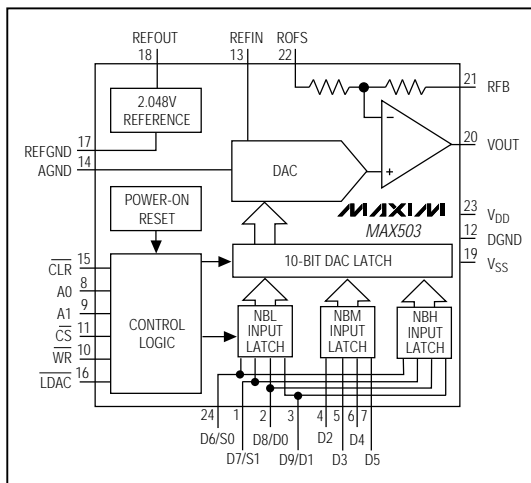 REFOUT REFIN ROFS
18 13 22
21 RFB
2.048V
REFERENCE
20 VOUT
17
REFGND
14
AGND
DAC
−
+
POWER-ON
RESET
MAXIM
MAX503
23 VDD
12 DGND
19 VSS
15
CLR
8
A0
9
A1
11
CS
10
WR
16
LDAC
CONTROL
LOGIC
10-BIT DAC LATCH
NBL
INPUT
LATCH
NBM
INPUT
LATCH
NBH
INPUT
LATCH
24 1 2 3 4 5 6 7
D6/S0 D8/D0 D2 D4
D7/S1 D9/D1 D3 D5